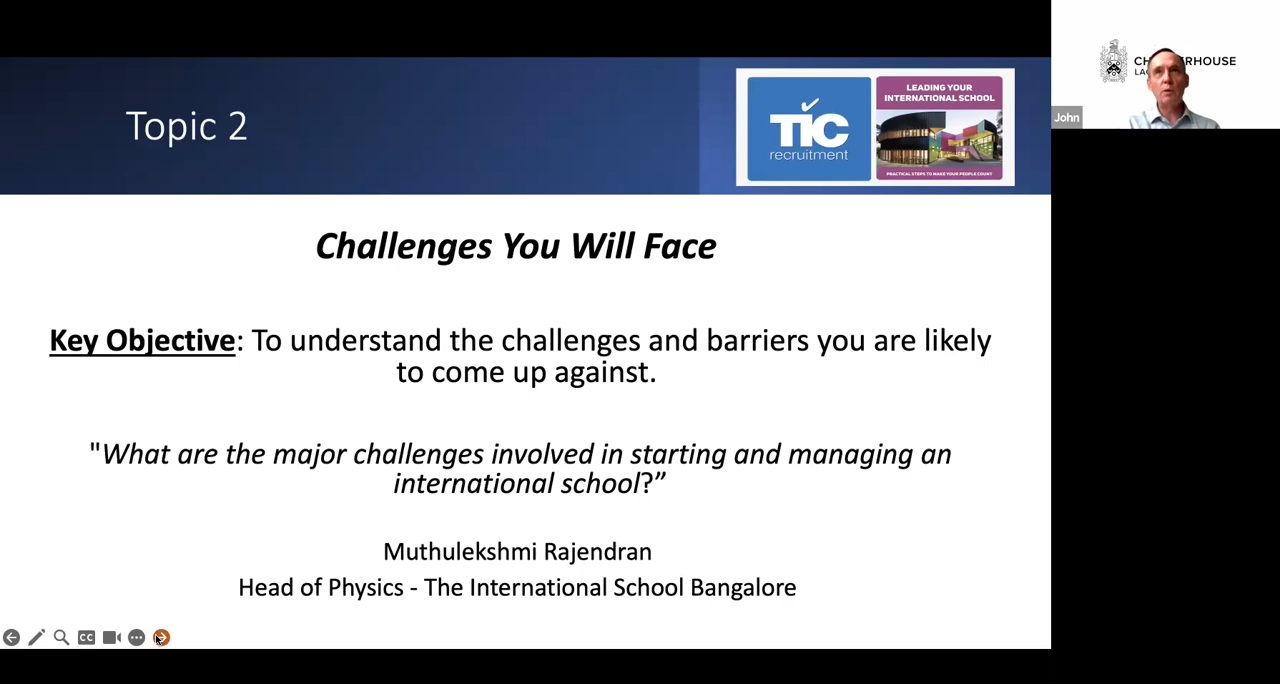 Topic 2
TIC
recruitment
LEADING YOUR
INTERNATIONAL SCHOOL
PRACTICAL STEPS TO MAKE YOUR PEOPLE COUNT
Challenges You Will Face
Key Objective: To understand the challenges and barriers you are likely
to come up against.
"What are the major challenges involved in starting and managing an
international school?”
Muthulekshmi Rajendran
Head of Physics - The International School Bangalore
CC
John